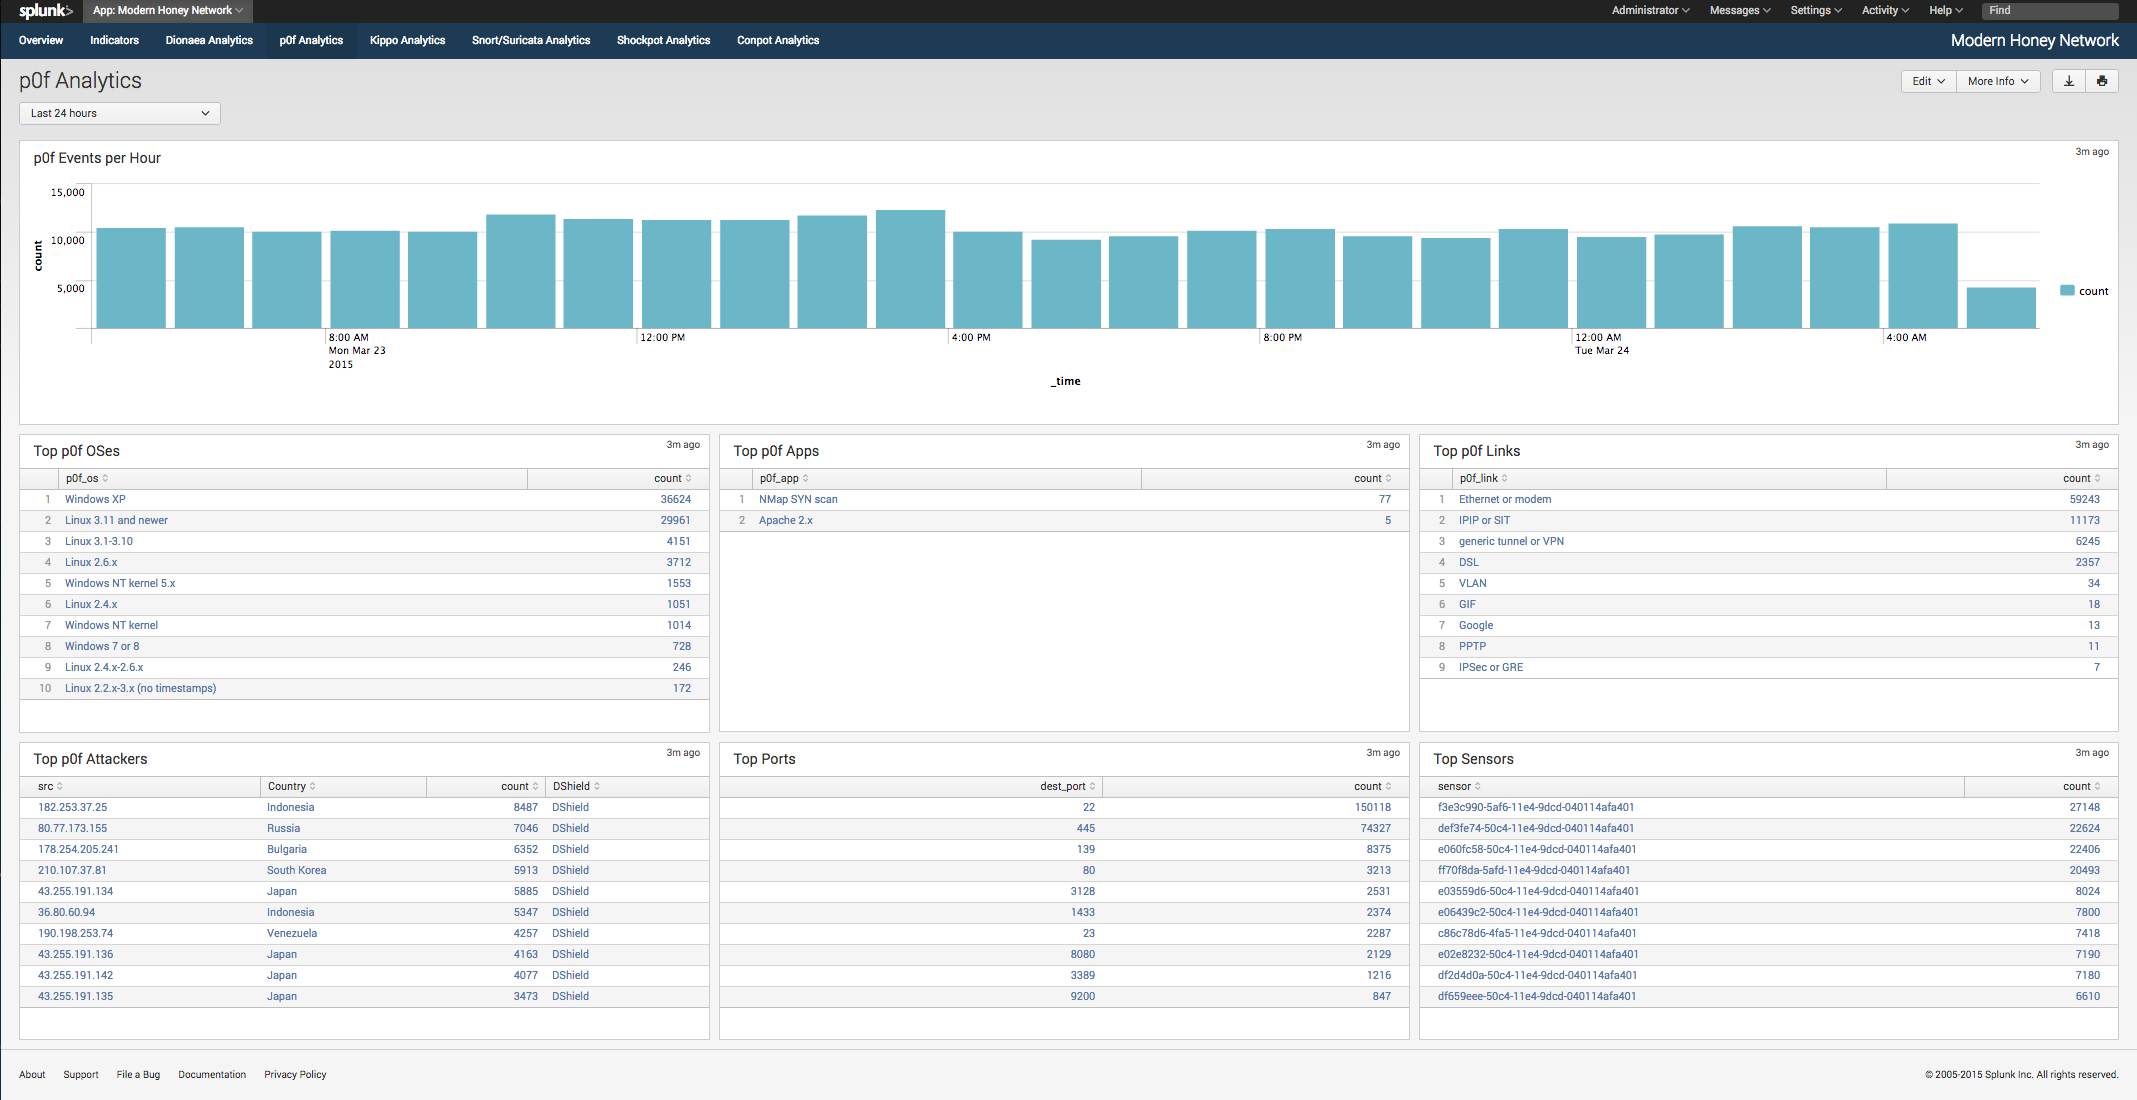 splunk> App: Modern Honey Network Administrator Messages Settings Activity Help Find
Overview Indicators Dionaea Analytics p0f Analytics Kippo Analytics Snort/Suricata Analytics Shockpot Analytics Conpot Analytics Modern Honey Network
p0f Analytics Edit More Info
Last 24 hours
p0f Events per Hour 3m ago
15,000
10,000
5,000
count
count
8:00 AM 12:00 PM 4:00 PM 8:00 PM 12:00 AM 4:00 AM
Mon Mar 23 Tue Mar 24
2015
_time
Top p0f OSes 3m ago
p0f_os count
1 Windows XP 36624
2 Linux 3.11 and newer 29961
3 Linux 3.1-3.10 4151
4 Linux 2.6.x 3712
5 Windows NT kernel 5.x 1553
6 Linux 2.4.x 1051
7 Windows NT kernel 1014
8 Windows 7 or 8 728
9 Linux 2.4.x-2.6.x 246
10 Linux 2.2.x-3.x (no timestamps) 172
Top p0f Apps 3m ago
p0f_app count
1 NMap SYN scan 77
2 Apache 2.x 5
Top p0f Links 3m ago
p0f_link count
1 Ethernet or modem 59243
2 IPIP or SIT 11173
3 generic tunnel or VPN 6245
4 DSL 2357
5 VLAN 34
6 GIF 18
7 Google 13
8 PPTP 11
9 IPSec or GRE 7
Top p0f Attackers 3m ago
src Country count DShield
182.253.37.25 Indonesia 8487 DShield
80.77.173.155 Russia 7046 DShield
178.254.205.241 Bulgaria 6352 DShield
210.107.37.81 South Korea 5913 DShield
43.255.191.134 Japan 5885 DShield
36.80.60.94 Indonesia 5347 DShield
190.198.253.74 Venezuela 4257 DShield
43.255.191.136 Japan 4163 DShield
43.255.191.142 Japan 4077 DShield
43.255.191.135 Japan 3473 DShield
Top Ports 3m ago
dest_port count
22 150118
445 74327
139 8375
80 3213
3128 2531
1433 2374
23 2287
8080 2129
3389 1216
9200 847
Top Sensors 3m ago
sensor count
f3e3c990-5af6-11e4-9dcd-040114afa401 27148
def3fe74-50c4-11e4-9dcd-040114afa401 22624
e060fc58-50c4-11e4-9dcd-040114afa401 22406
ff70f8da-5afd-11e4-9dcd-040114afa401 20493
e03559d6-50c4-11e4-9dcd-040114afa401 8024
e06439c2-50c4-11e4-9dcd-040114afa401 7800
c86c78d6-4fa5-11e4-9dcd-040114afa401 7418
e02e8232-50c4-11e4-9dcd-040114afa401 7190
df2d4d0a-50c4-11e4-9dcd-040114afa401 7180
df659eee-50c4-11e4-9dcd-040114afa401 6610
About Support File a Bug Documentation Privacy Policy © 2005-2015 Splunk Inc. All rights reserved.